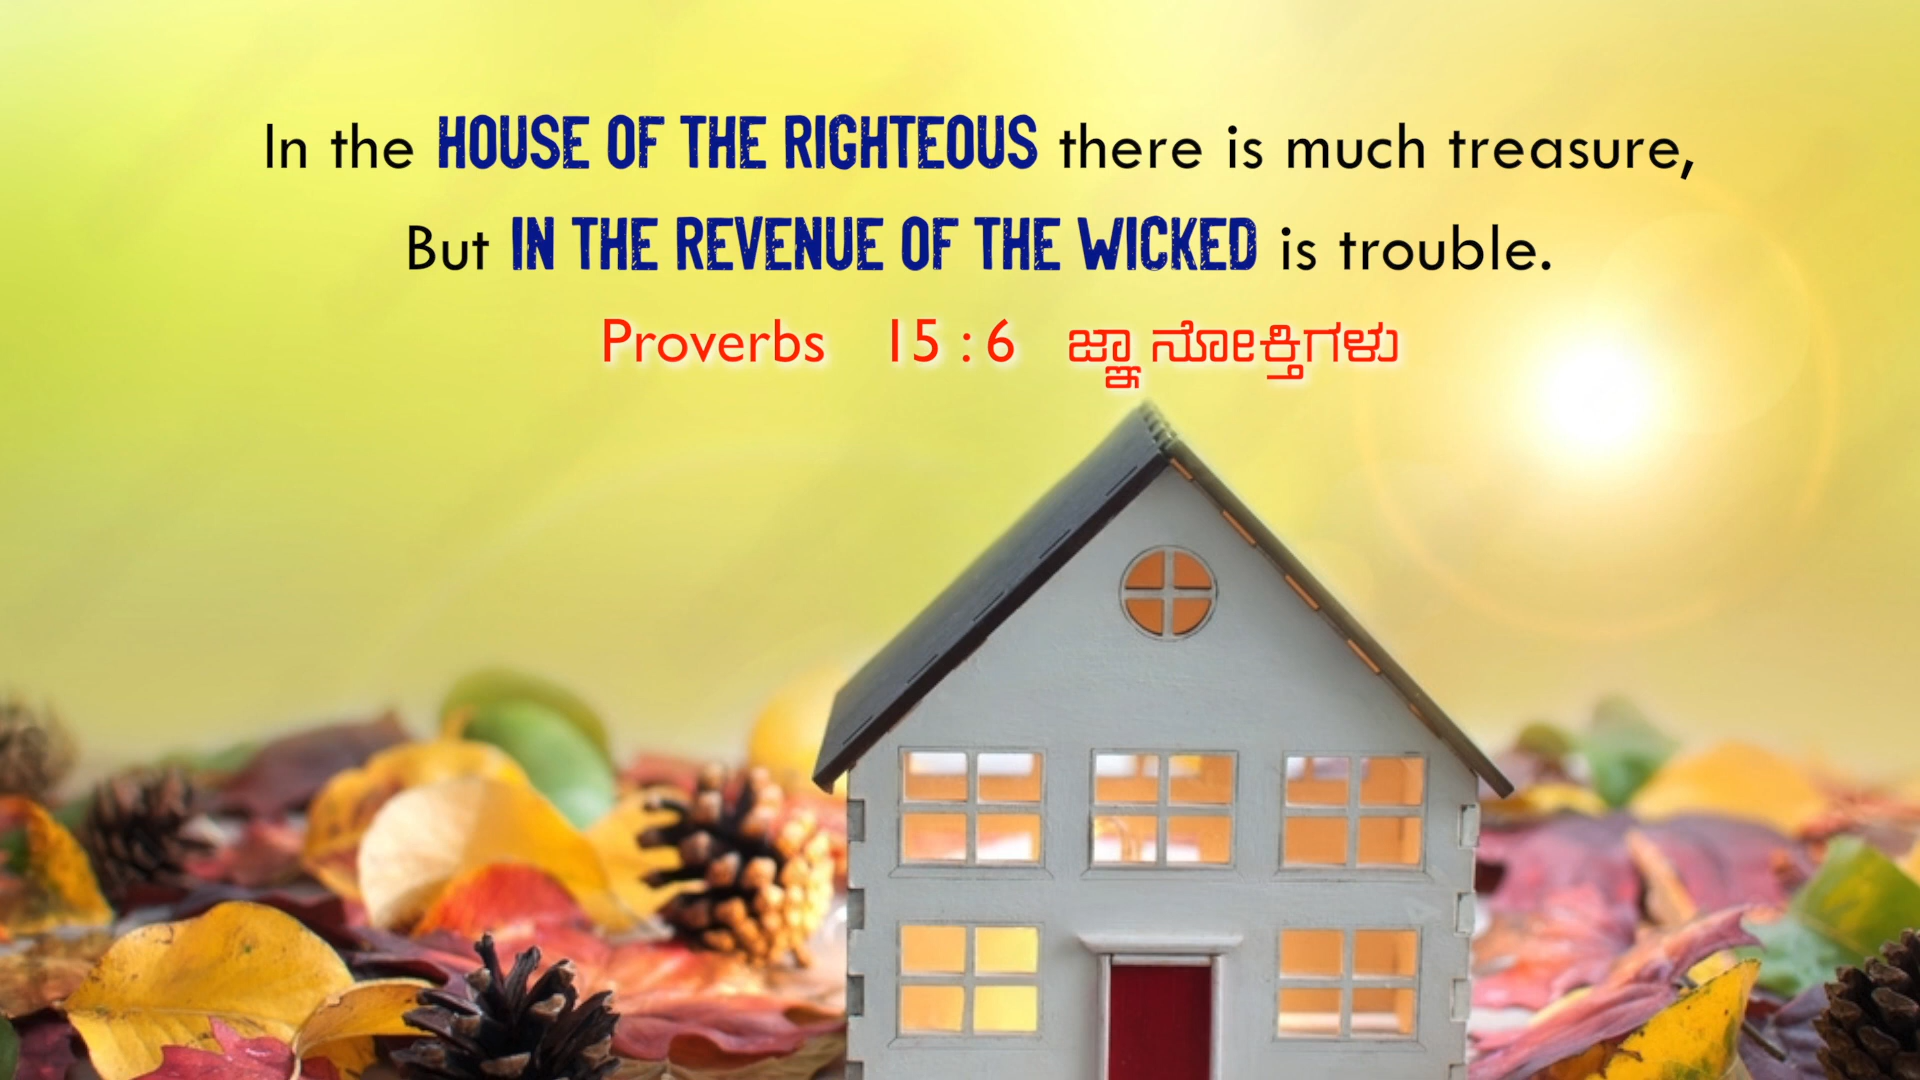 In the HOUSE OF THE RIGHTEOUS there is much treasure,
But IN THE REVENUE OF THE WICKED is trouble.
Proverbs 15 : 6 ಜ್ಞಾನೋಕ್ತಿಗಳು